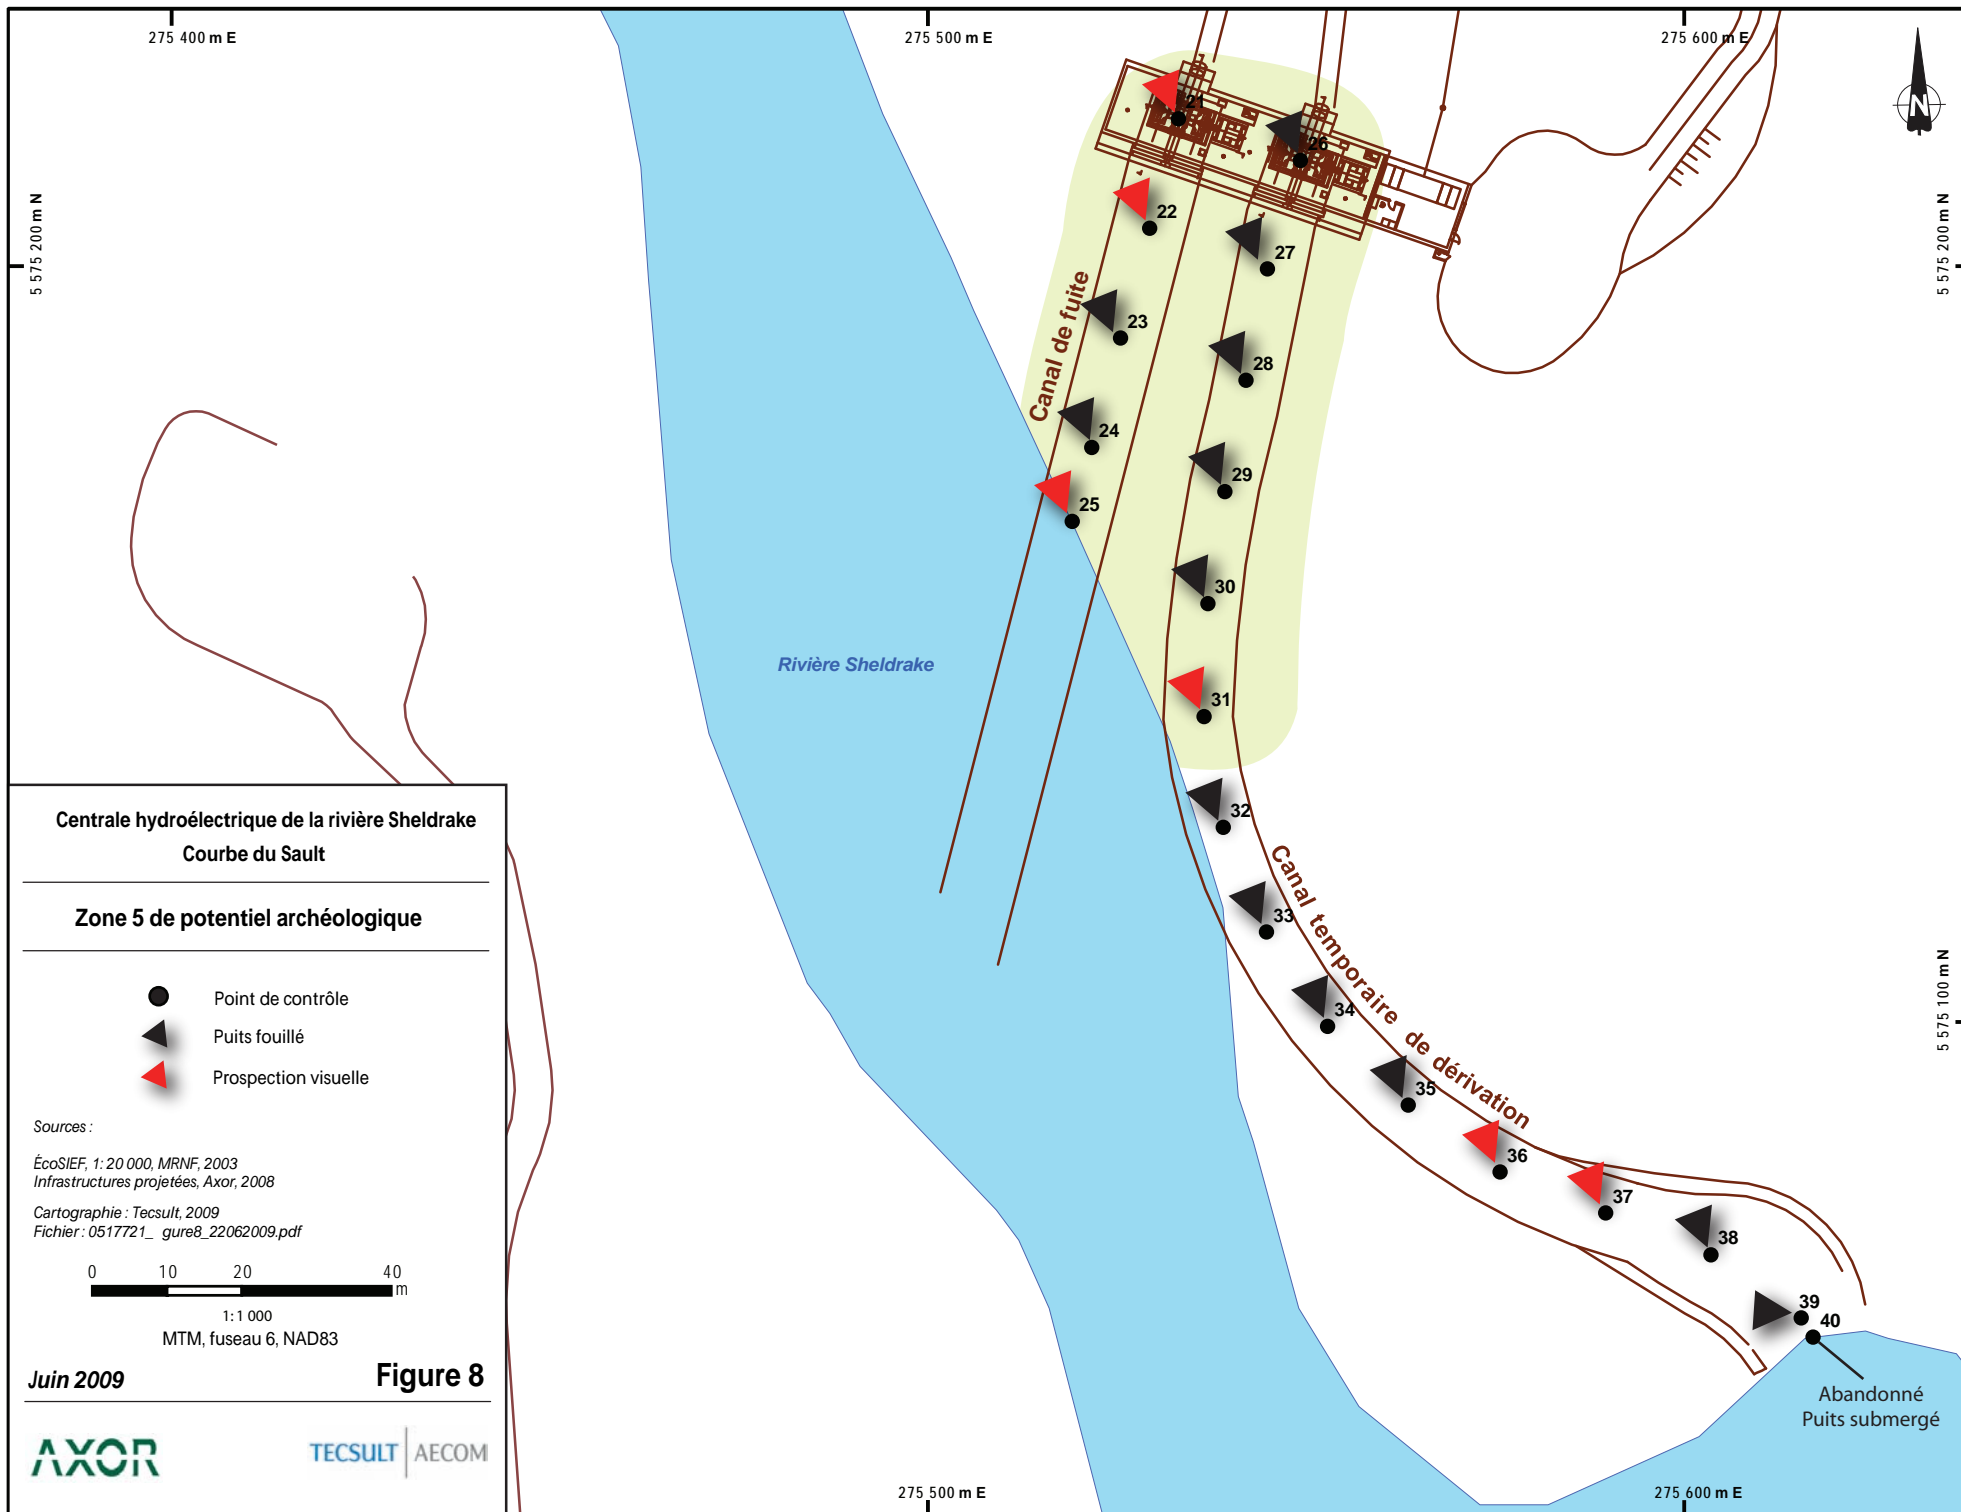 275 400 m E
275 500 m E
275 600 m E
N
5 575 200 m N
5 575 200 m N
21
26
22
27
23
28
24
29
25
30
31
32
33
34
35
36
37
38
39
40
Canal de fuite
Rivière Sheldrake
Canal temporaire de dérivation
5 575 100 m N
Abandonné
Puits submergé
Centrale hydroélectrique de la rivière Sheldrake
Courbe du Sault
Zone 5 de potentiel archéologique
Point de contrôle
Puits fouillé
Prospection visuelle
Sources :
ÉcoSIEF, 1: 20 000, MRNF, 2003
Infrastructures projetées, Axor, 2008
Cartographie : Tecsult, 2009
Fichier : 0517721_ gure8_22062009.pdf
0 10 20 40
m
1: 1 000
MTM, fuseau 6, NAD83
Juin 2009
Figure 8
AXOR
TECSULT | AECOM
275 500 m E
275 600 m E